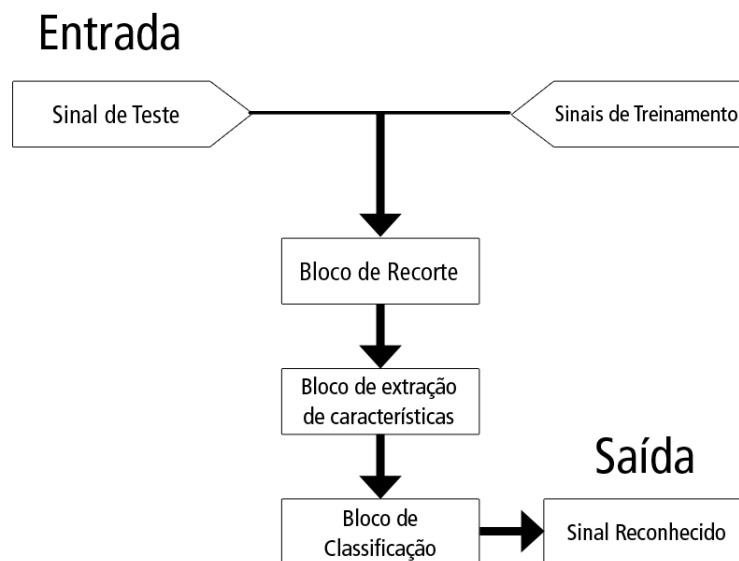 Entrada
Sinal de Teste
Sinais de Treinamento
Bloco de Recorte
Bloco de extração
de características
Saída
Bloco de
Classificação
Sinal Reconhecido